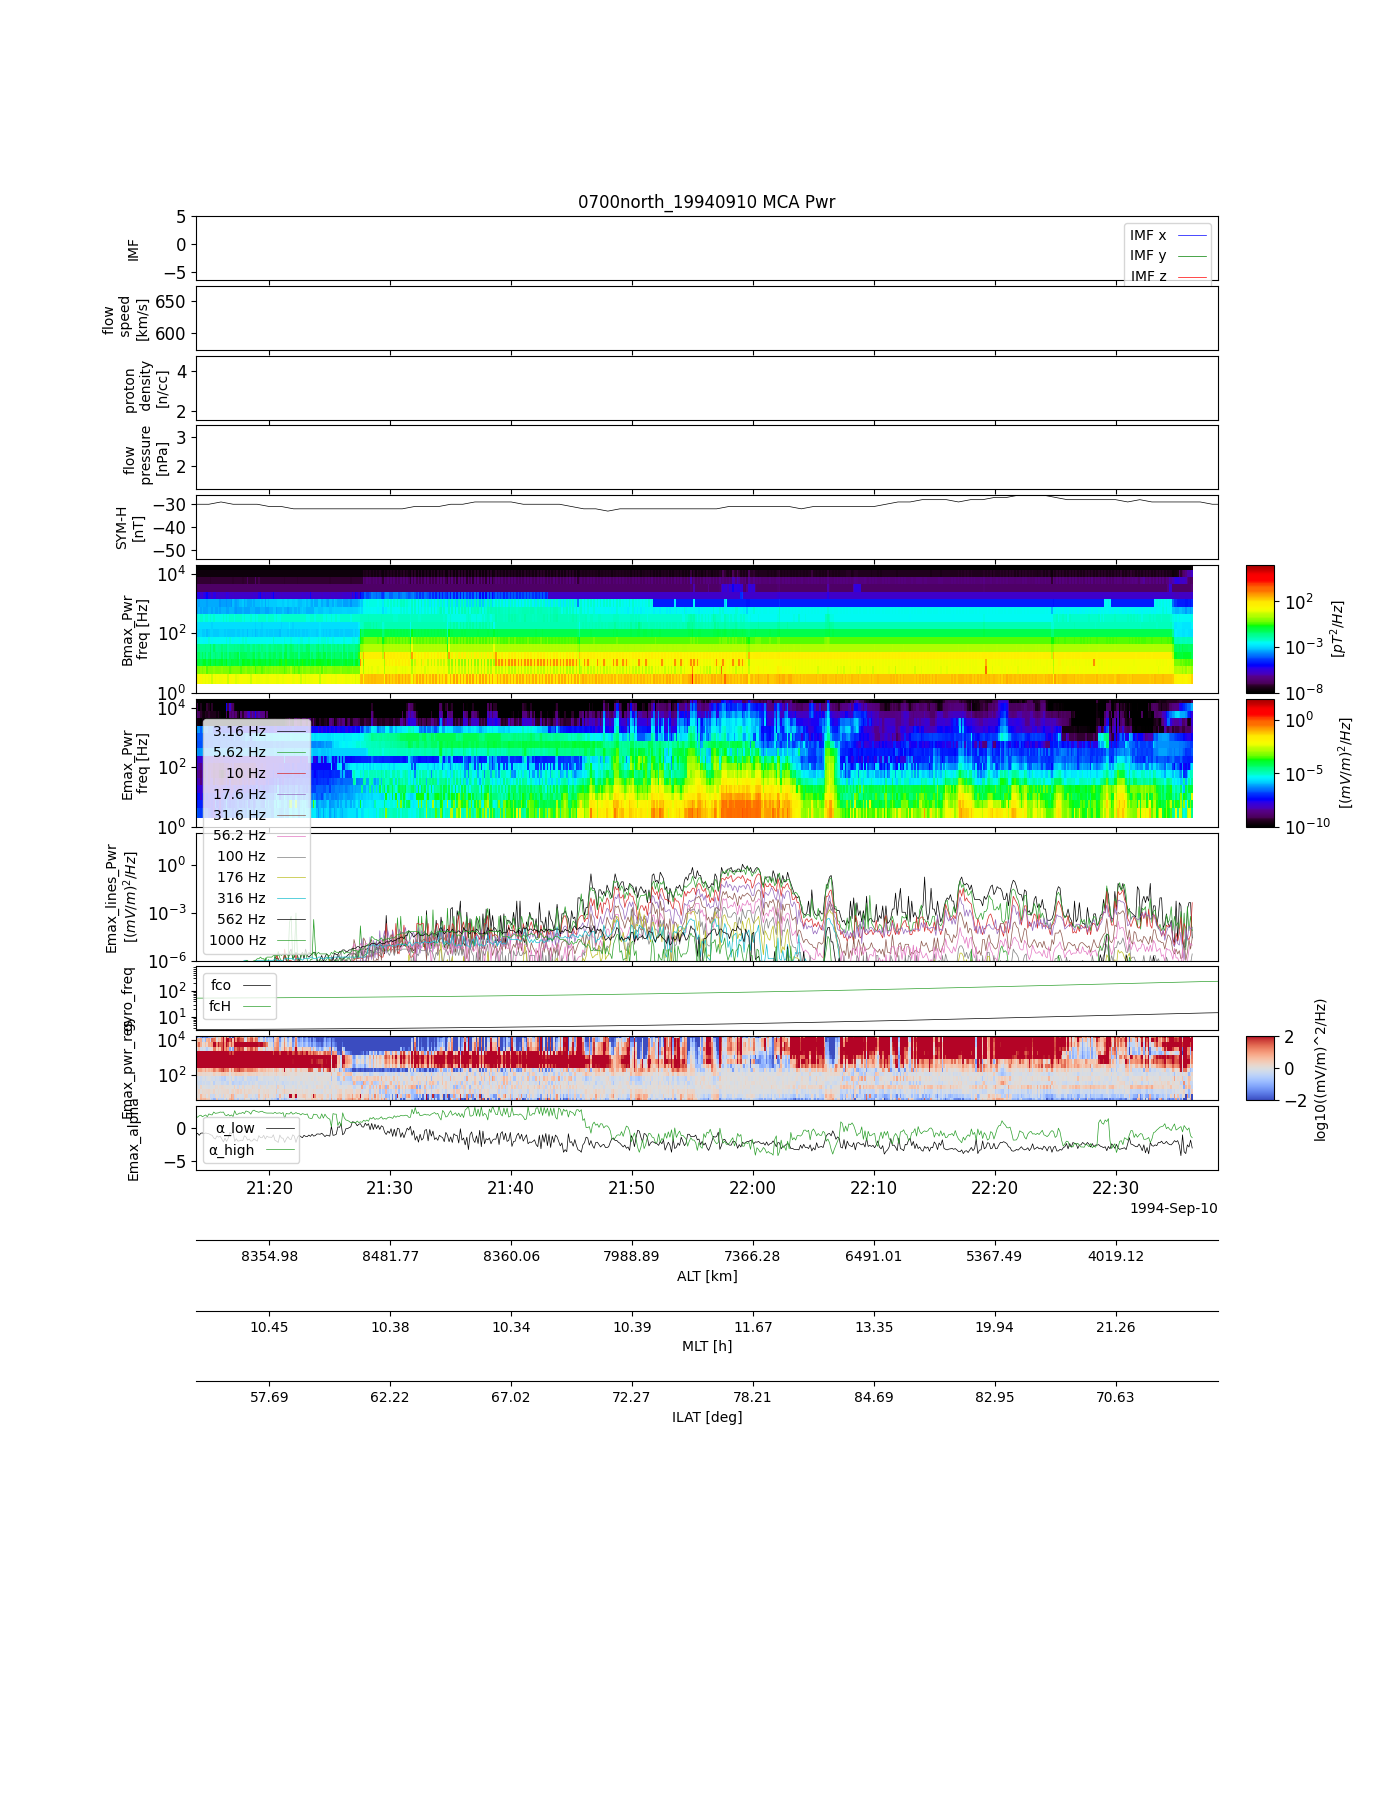 0700north_19940910 MCA Pwr
5
0
−5
IMF
IMF x
IMF y
IMF z
650
600
flow
speed
[km/s]
4
2
proton
density
[n/cc]
3
2
flow
pressure
[nPa]
−30
−40
−50
SYM-H
[nT]
10^4
10^2
10^0
Bmax_Pwr
freq [Hz]
10^2
10^−3
10^−8
[pT^2/Hz]
10^4
10^2
10^0
Emax_Pwr
freq [Hz]
10^0
10^−5
10^−10
[(mV/m)^2/Hz]
3.16 Hz
5.62 Hz
10 Hz
17.6 Hz
31.6 Hz
56.2 Hz
100 Hz
176 Hz
316 Hz
562 Hz
1000 Hz
10^0
10^−3
10^−6
Emax_lines_Pwr
[(mV/m)^2/Hz]
10^2
10^1
fco
fcH
10^4
10^2
2
0
−2
log10((mV/m)^2/Hz)
0
−5
Emax_alpha
α_low
α_high
21:20 21:30 21:40 21:50 22:00 22:10 22:20 22:30
1994-Sep-10
8354.98 8481.77 8360.06 7988.89 7366.28 6491.01 5367.49 4019.12
ALT [km]
10.45 10.38 10.34 10.39 11.67 13.35 19.94 21.26
MLT [h]
57.69 62.22 67.02 72.27 78.21 84.69 82.95 70.63
ILAT [deg]